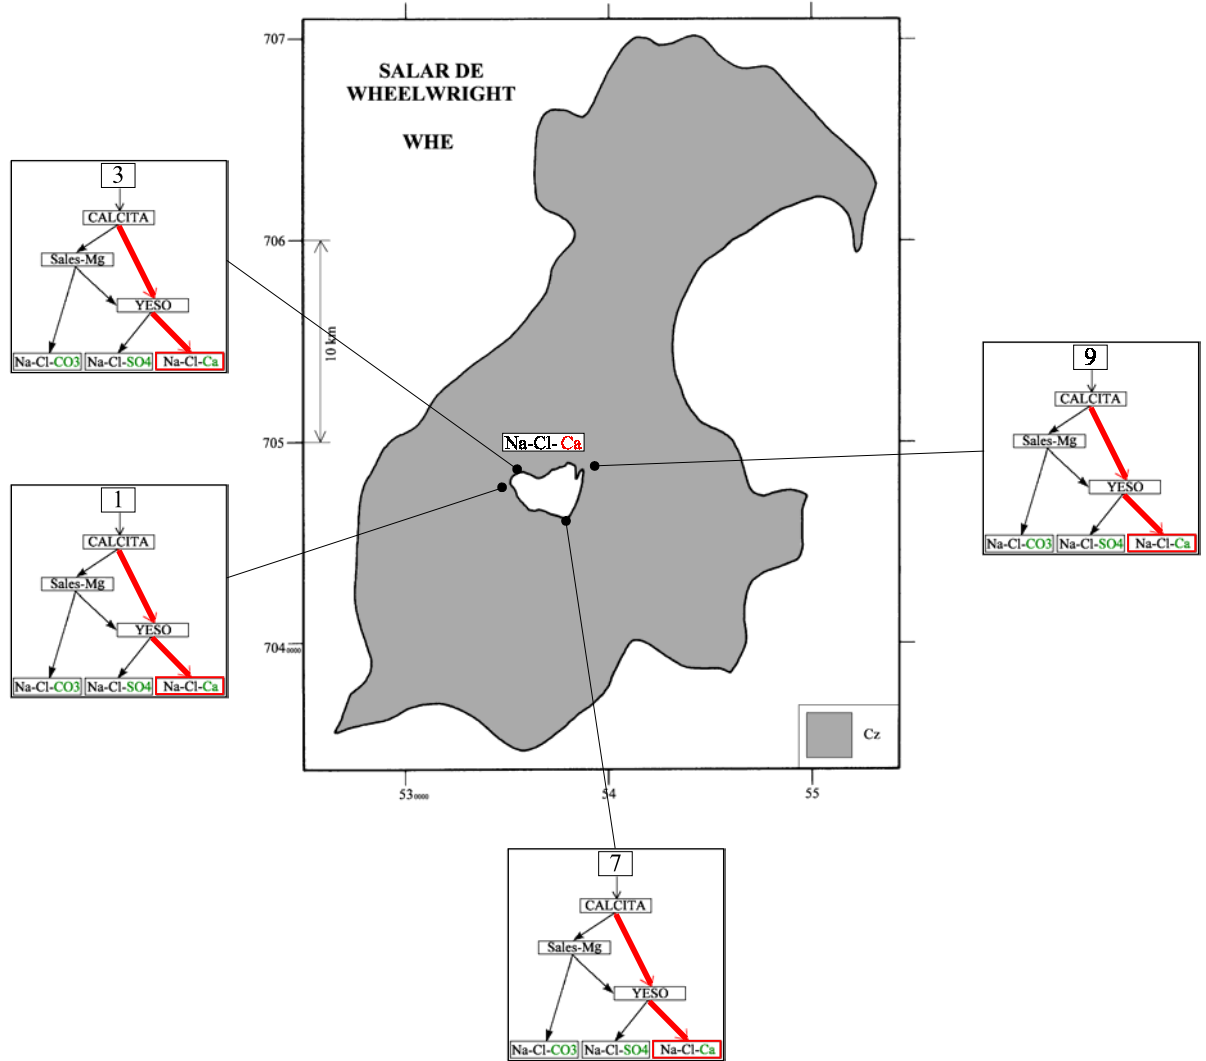 707
SALAR DE
WHEELWRIGHT
WHE
3
CALCITA
Sales-Mg
YESO
Na-Cl-CO3 Na-Cl-SO4 Na-Cl-Ca
706
10 km
9
CALCITA
Sales-Mg
YESO
Na-Cl-CO3 Na-Cl-SO4 Na-Cl-Ca
705
Na-Cl-Ca
1
CALCITA
Sales-Mg
YESO
Na-Cl-CO3 Na-Cl-SO4 Na-Cl-Ca
7040000
Cz
530000 54 55
7
CALCITA
Sales-Mg
YESO
Na-Cl-CO3 Na-Cl-SO4 Na-Cl-Ca